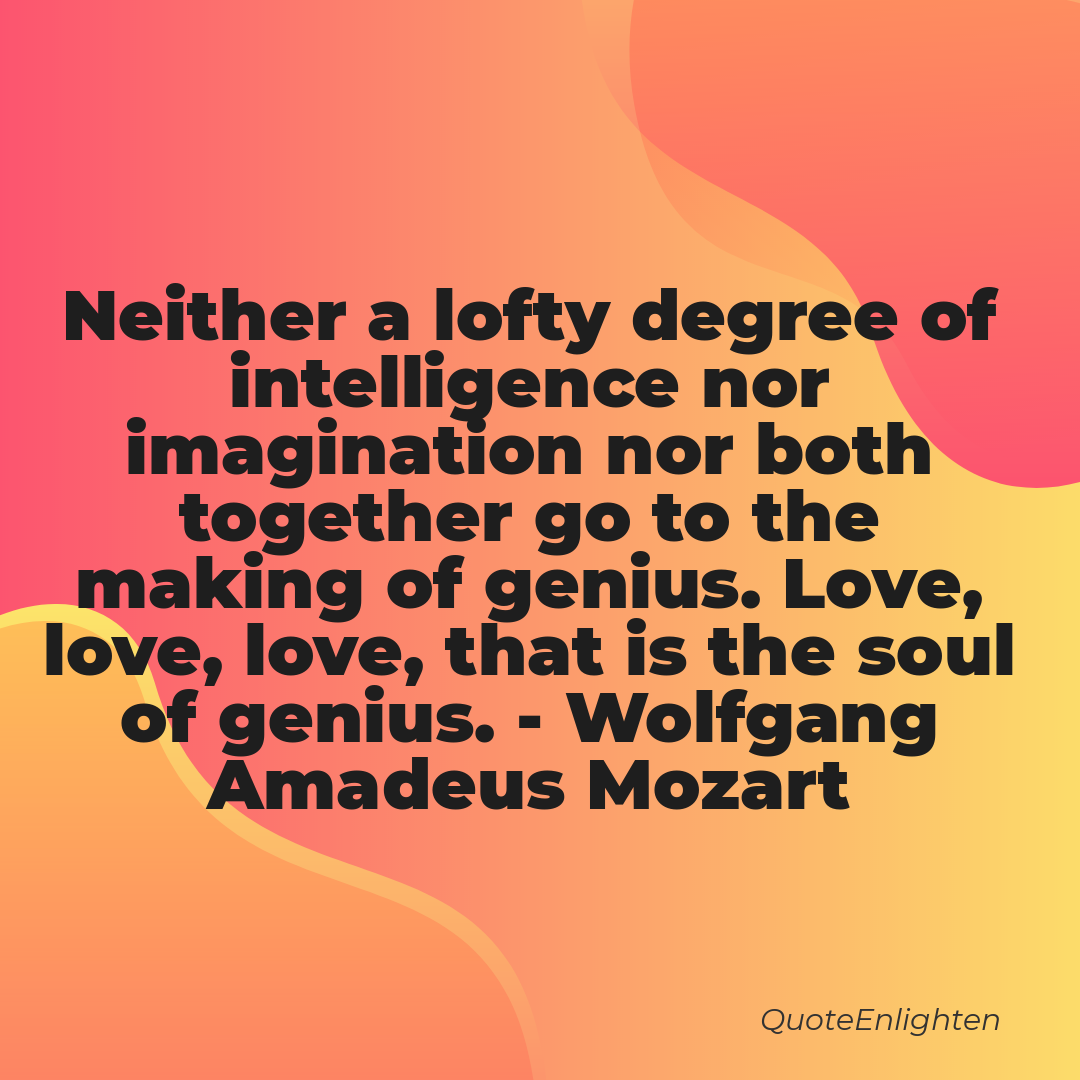 Neither a lofty degree of
intelligence nor
imagination nor both
together go to the
making of genius. Love,
love, love, that is the soul
of genius. - Wolfgang
Amadeus Mozart
QuoteEnlighten